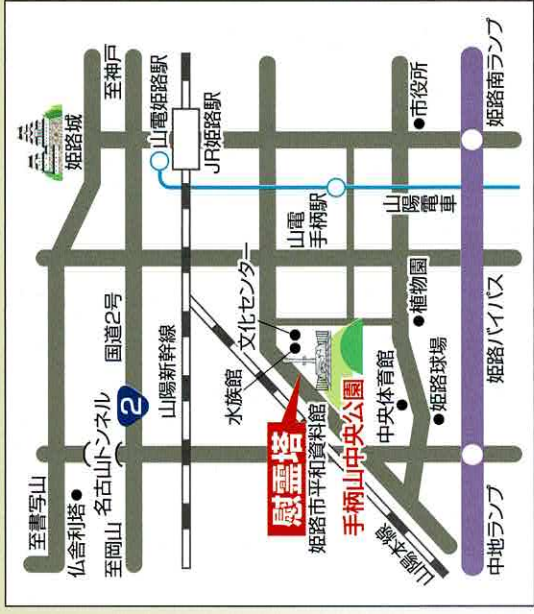 至書写山
仏舎利塔
名古山トンネル
至岡山
国道2号
2
姫路城
至神戸
山陽新幹線
山電姫路駅
JR姫路駅
水族館
文化センター
慰霊塔
姫路市平和資料館
手柄山中央公園
山電
手柄駅
山陽
電車
市役所
中央体育館
姫路球場
植物園
山陽本線
中地ランプ
姫路バイパス
姫路南ランプ